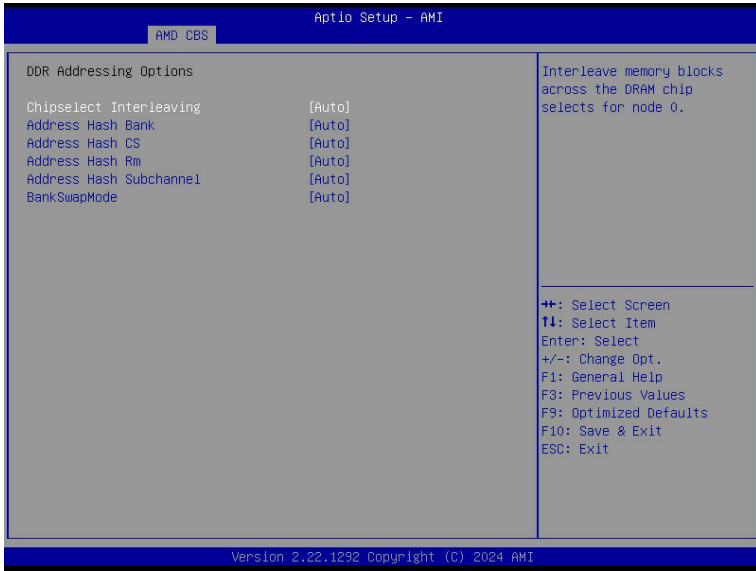 Aptio Setup - AMI
AMD CBS
DDR Addressing Options
Chipselect Interleaving [Auto]
Address Hash Bank [Auto]
Address Hash CS [Auto]
Address Hash Rm [Auto]
Address Hash Subchannel [Auto]
BankSwapMode [Auto]
Interleave memory blocks
across the DRAM chip
selects for node 0.
→←: Select Screen
↑↓: Select Item
Enter: Select
+/-: Change Opt.
F1: General Help
F3: Previous Values
F9: Optimized Defaults
F10: Save & Exit
ESC: Exit
Version 2.22.1292 Copyright (C) 2024 AMI